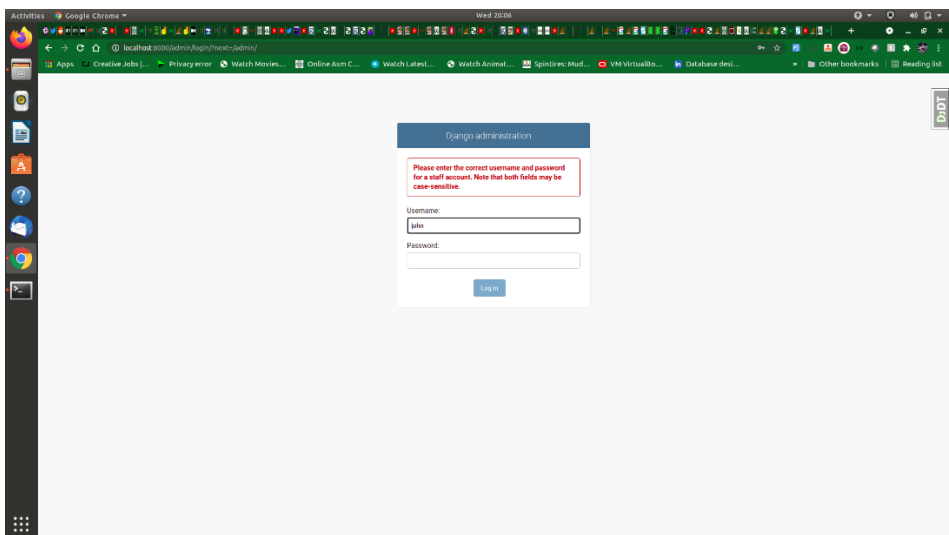 Activities
Google Chrome
Wed 20:06
localhost:8000/admin/login/?next=/admin/
Apps
Creative Jobs |...
Privacy error
Watch Movies...
Online Asm C...
Watch Latest...
Watch Animat...
Spintires: Mud...
VM VirtualBo...
Database desi...
»
Other bookmarks
Reading list
DjDT
Django administration
Please enter the correct username and password
for a staff account. Note that both fields may be
case-sensitive.
Username:
john
Password:
Log in